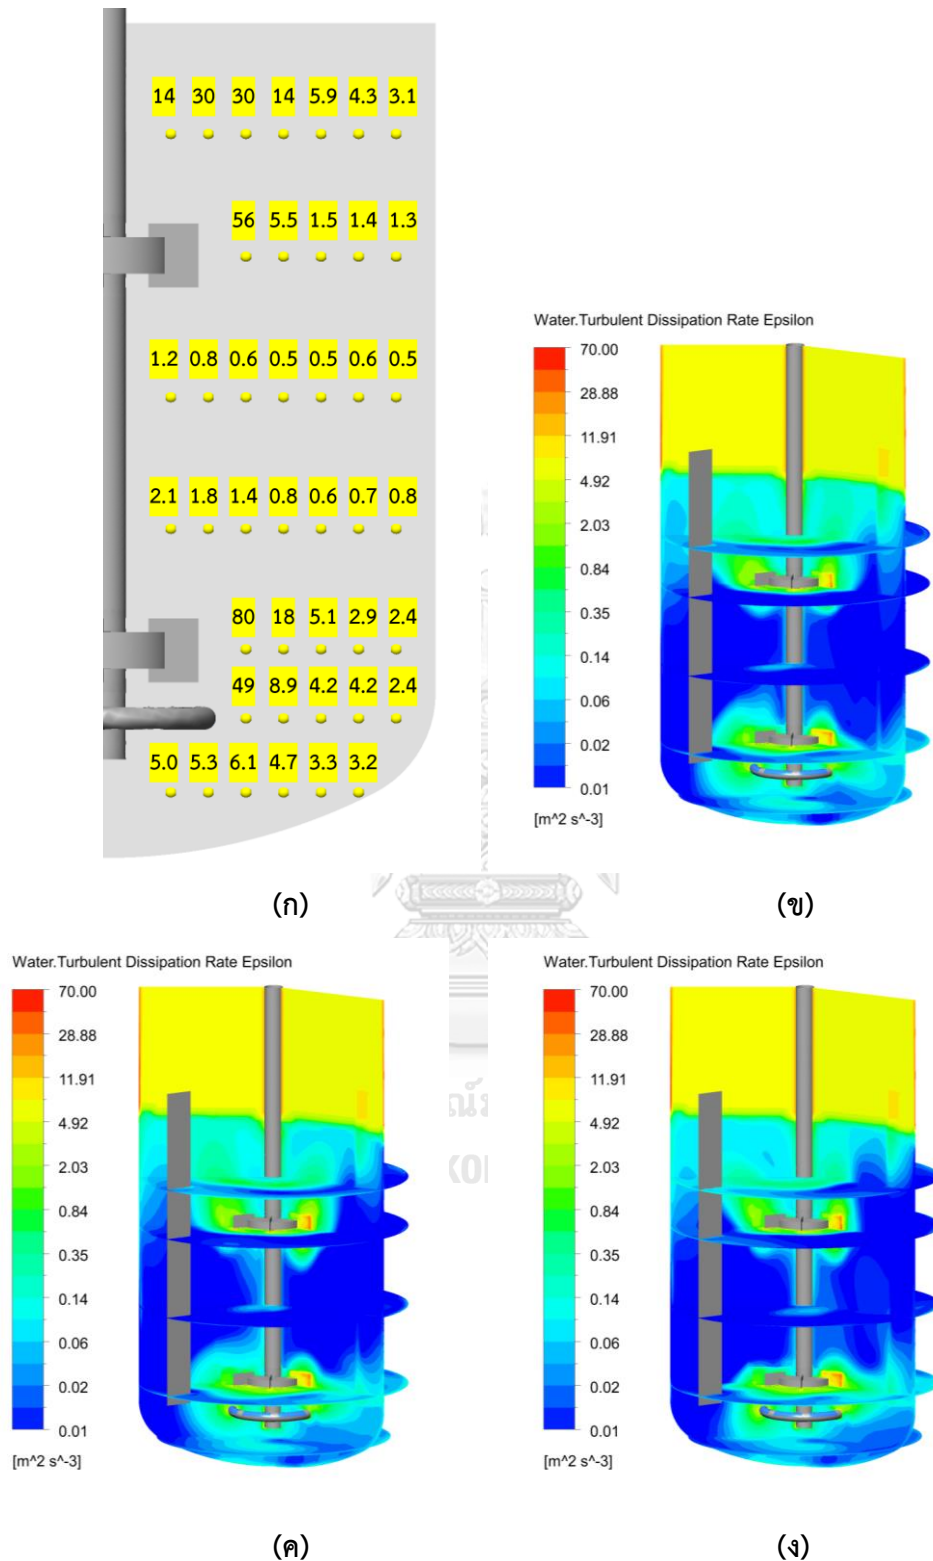 14 30 30 14 5.9 4.3 3.1
56 5.5 1.5 1.4 1.3
1.2 0.8 0.6 0.5 0.5 0.6 0.5
2.1 1.8 1.4 0.8 0.6 0.7 0.8
80 18 5.1 2.9 2.4
49 8.9 4.2 4.2 2.4
5.0 5.3 6.1 4.7 3.3 3.2
(ก)
Water.Turbulent Dissipation Rate Epsilon
70.00
28.88
11.91
4.92
2.03
0.84
0.35
0.14
0.06
0.02
0.01
[m^2 s^-3]
(ข)
Water.Turbulent Dissipation Rate Epsilon
70.00
28.88
11.91
4.92
2.03
0.84
0.35
0.14
0.06
0.02
0.01
[m^2 s^-3]
(ค)
Water.Turbulent Dissipation Rate Epsilon
70.00
28.88
11.91
4.92
2.03
0.84
0.35
0.14
0.06
0.02
0.01
[m^2 s^-3]
(ง)